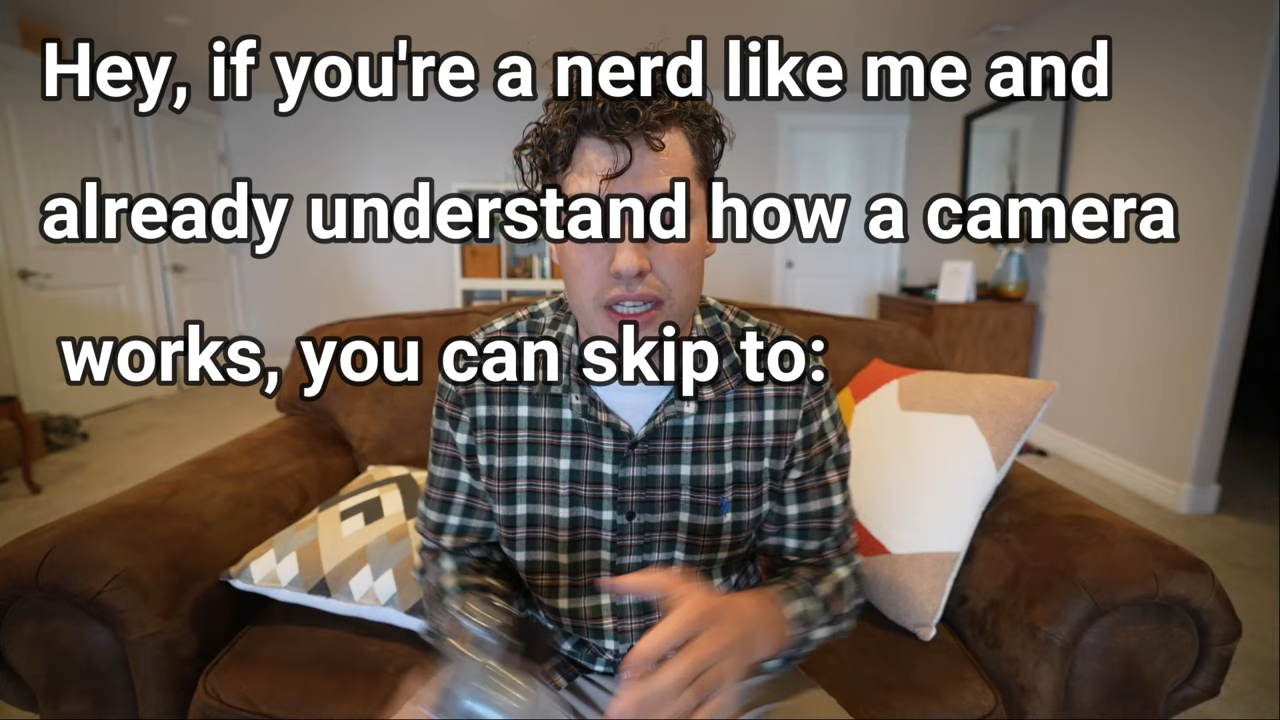 Hey, if you're a nerd like me and
already understand how a camera
works, you can skip to: